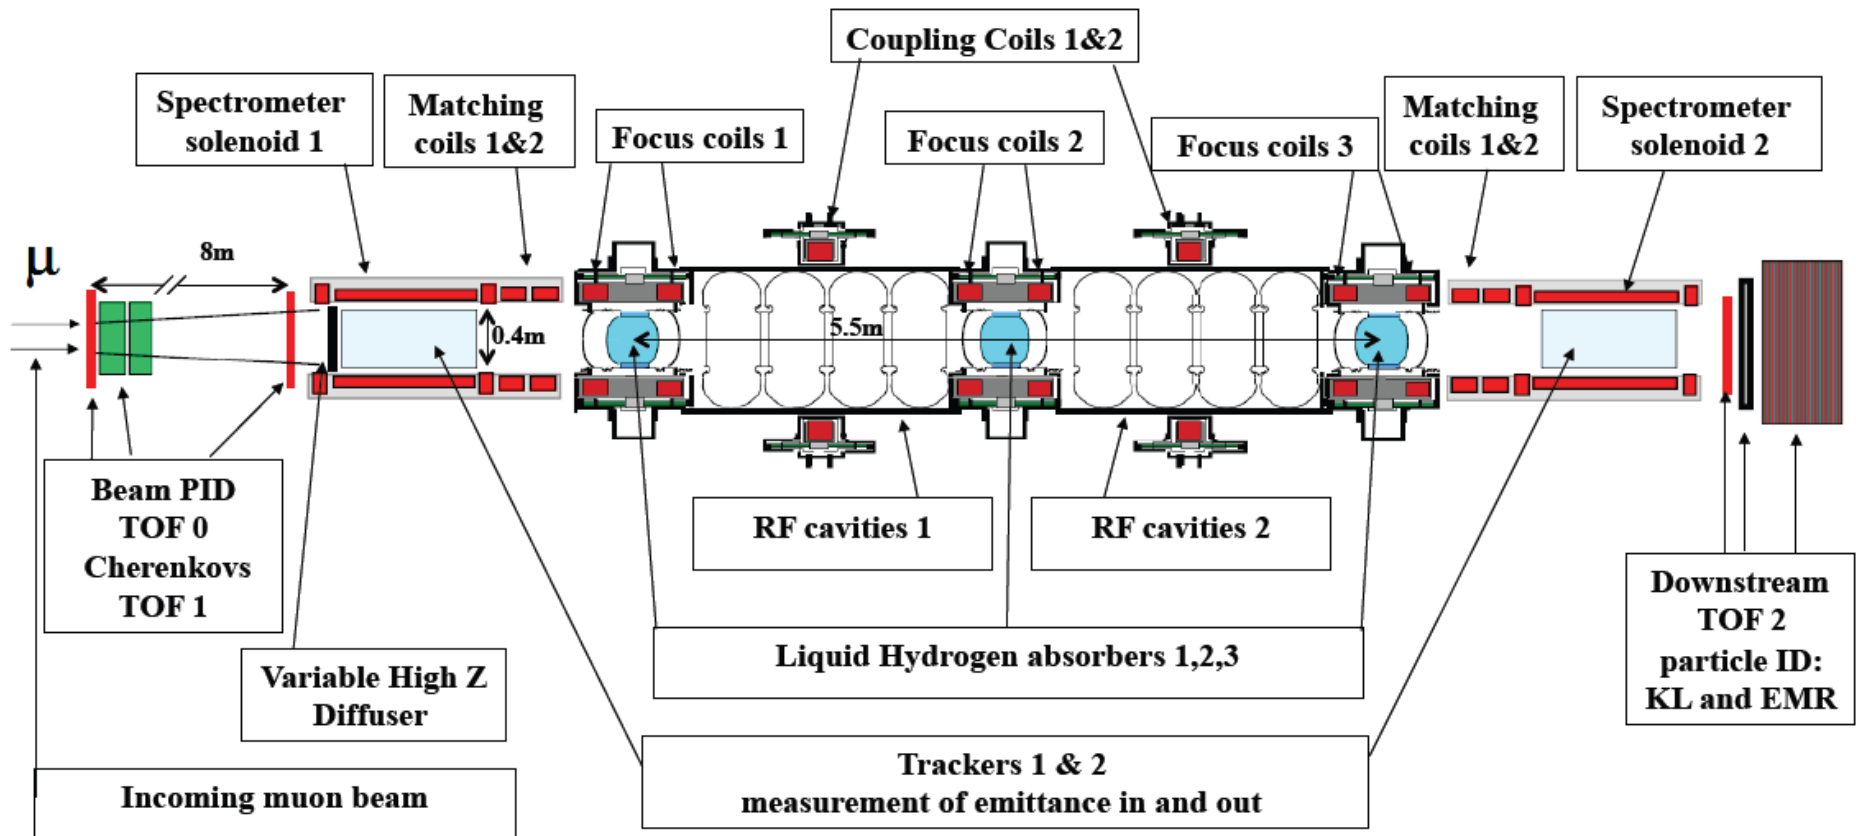 Coupling Coils 1&2
Spectrometer
solenoid 1
Matching
coils 1&2
Focus coils 1
Focus coils 2
Focus coils 3
Matching
coils 1&2
Spectrometer
solenoid 2
μ
8m
0.4m
5.5m
Beam PID
TOF 0
Cherenkovs
TOF 1
RF cavities 1
RF cavities 2
Variable High Z
Diffuser
Liquid Hydrogen absorbers 1,2,3
Downstream
TOF 2
particle ID:
KL and EMR
Incoming muon beam
Trackers 1 & 2
measurement of emittance in and out